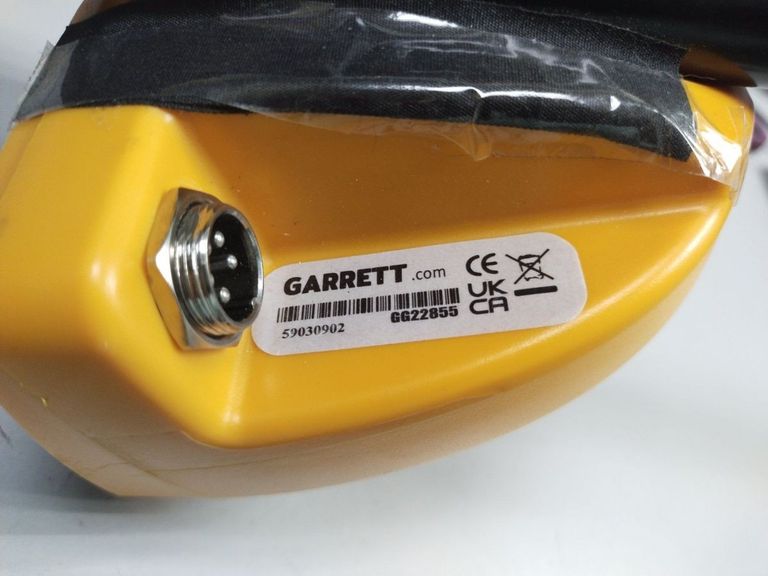 GARRETT.com
CE
UK
CA
GG22855
59030902